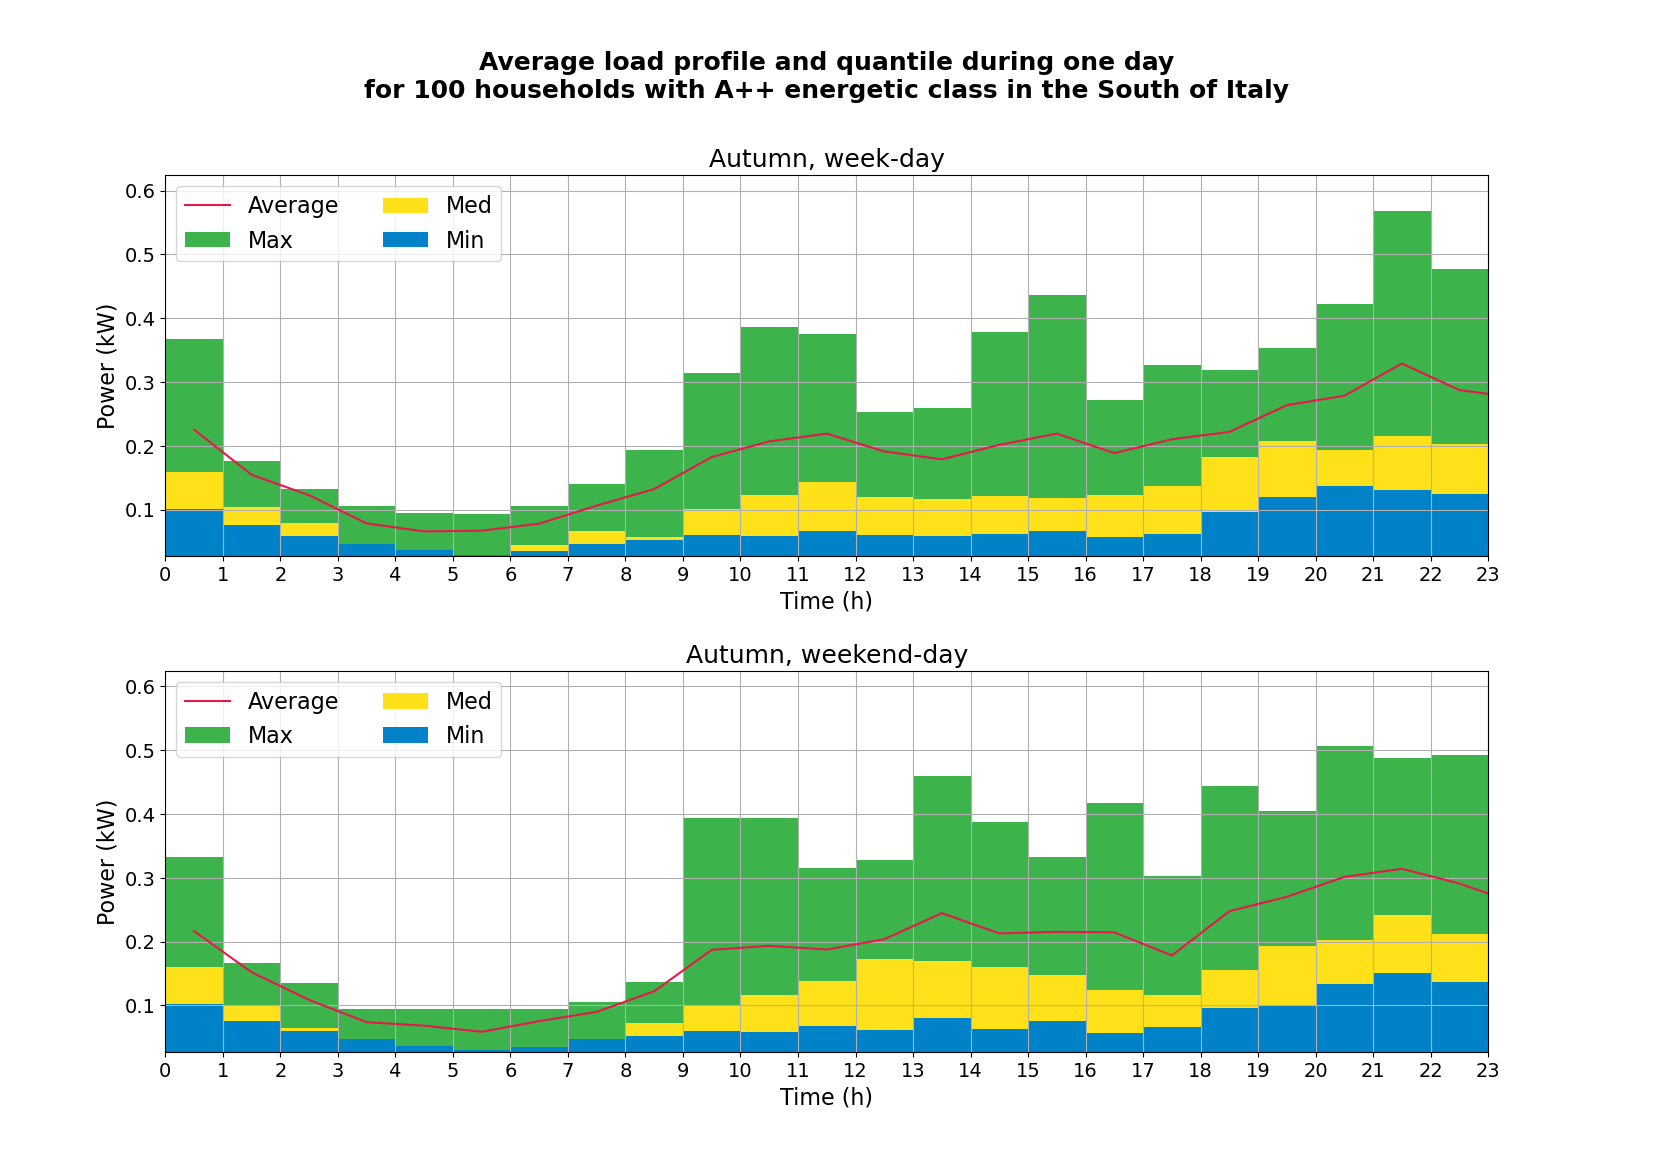 Average load profile and quantile during one day
for 100 households with A++ energetic class in the South of Italy
Autumn, week-day
0.6
0.5
0.4
0.3
0.2
0.1
Power (kW)
Average
Max
Med
Min
0 1 2 3 4 5 6 7 8 9 10 11 12 13 14 15 16 17 18 19 20 21 22 23
Time (h)
Autumn, weekend-day
0.6
0.5
0.4
0.3
0.2
0.1
Power (kW)
Average
Max
Med
Min
0 1 2 3 4 5 6 7 8 9 10 11 12 13 14 15 16 17 18 19 20 21 22 23
Time (h)